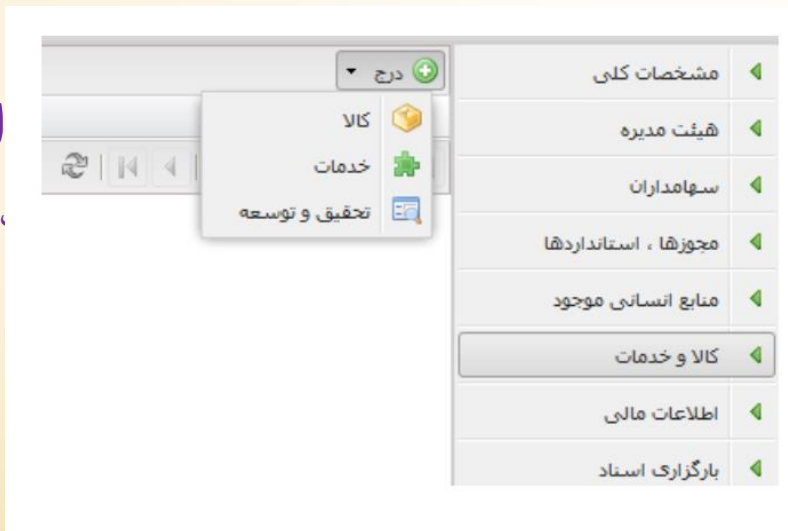 مشخصات کلی
هیئت مدیره
سهامداران
مجوزها ، استانداردها
منابع انسانی موجود
کالا و خدمات
اطلاعات مالی
بارگزاری اسناد
درج
کالا
خدمات
تحقیق و توسعه